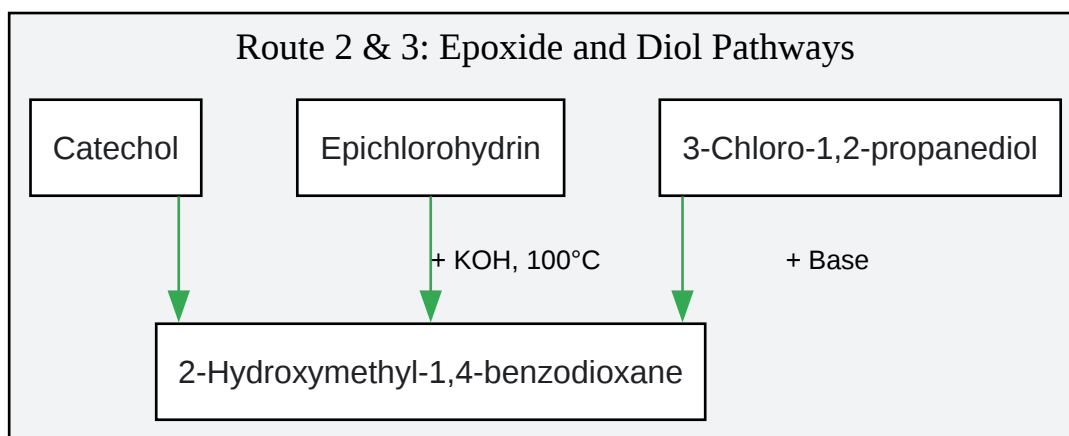 Route 2 & 3: Epoxide and Diol Pathways
Catechol
Epichlorohydrin
3-Chloro-1,2-propanediol
+ KOH, 100°C
+ Base
2-Hydroxymethyl-1,4-benzodioxane